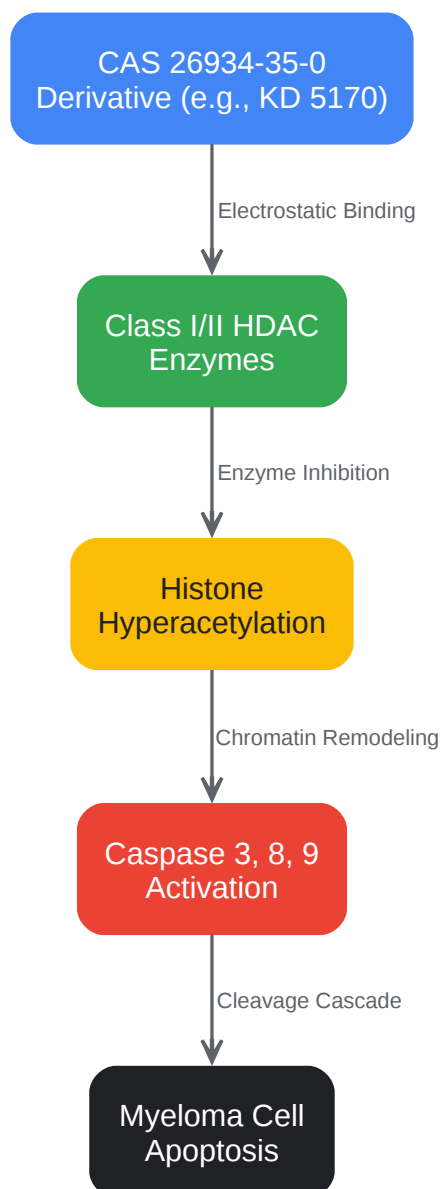 CAS 26934-35-0
Derivative (e.g., KD 5170)
Electrostatic Binding
Class I/II HDAC
Enzymes
Enzyme Inhibition
Histone
Hyperacetylation
Chromatin Remodeling
Caspase 3, 8, 9
Activation
Cleavage Cascade
Myeloma Cell
Apoptosis